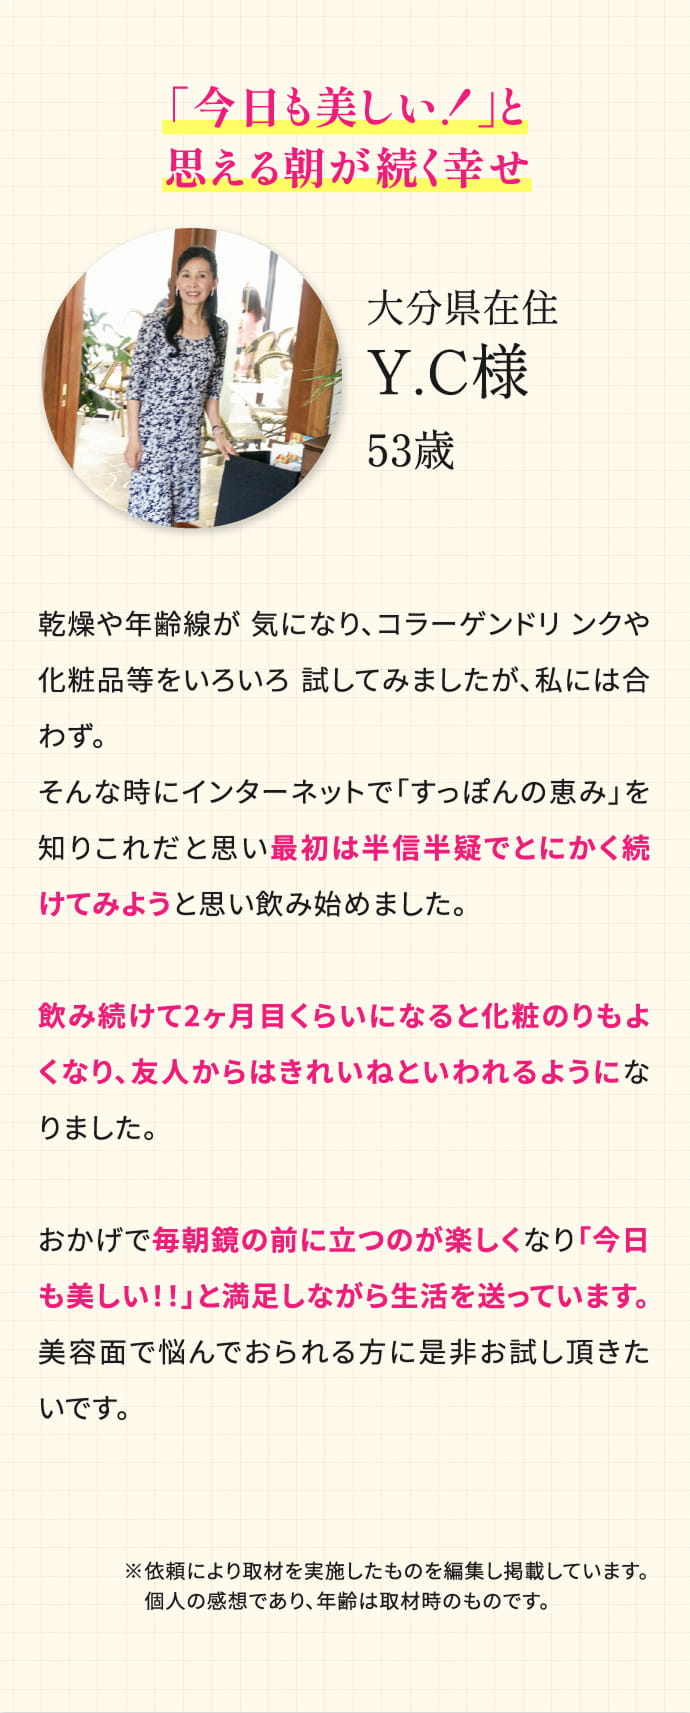 「今日も美しい！」と
思える朝が続く幸せ
大分県在住
Y.C様
53歳
乾燥や年齢線が 気になり、コラーゲンドリ ンクや
化粧品等をいろいろ 試してみましたが、私には合
わず。
そんな時にインターネットで「すっぽんの恵み」を
知りこれだと思い最初は半信半疑でとにかく続
けてみようと思い飲み始めました。
飲み続けて2ヶ月目くらいになると化粧のりもよ
くなり、友人からはきれいねといわれるようにな
りました。
おかげで毎朝鏡の前に立つのが楽しくなり「今日
も美しい！！」と満足しながら生活を送っています。
美容面で悩んでおられる方に是非お試し頂きた
いです。
※依頼により取材を実施したものを編集し掲載しています。
個人の感想であり、年齢は取材時のものです。